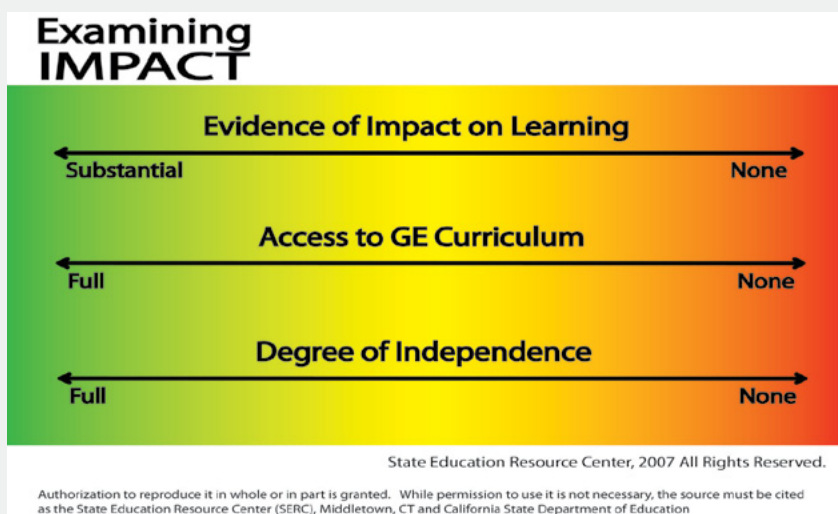 Examining
IMPACT
Evidence of Impact on Learning
Substantial None
Access to GE Curriculum
Full None
Degree of Independence
Full None
State Education Resource Center, 2007 All Rights Reserved.
Authorization to reproduce it in whole or in part is granted. While permission to use it is not necessary, the source must be cited
as the State Education Resource Center (SERC), Middletown, CT and California State Department of Education